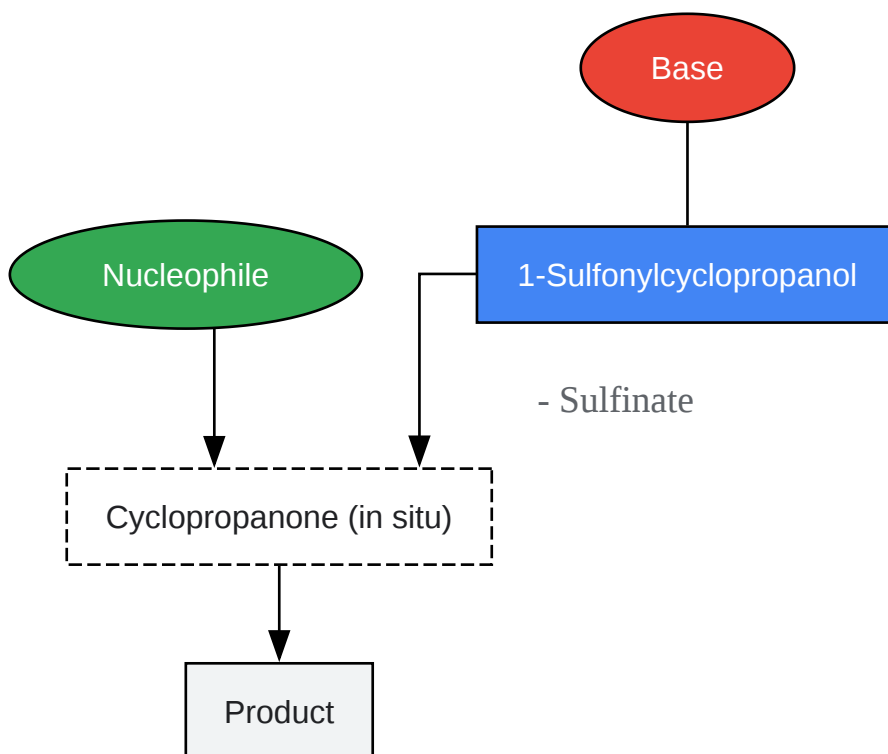 Base
Nucleophile
1-Sulfonylcyclopropanol
- Sulfinate
Cyclopropanone (in situ)
Product